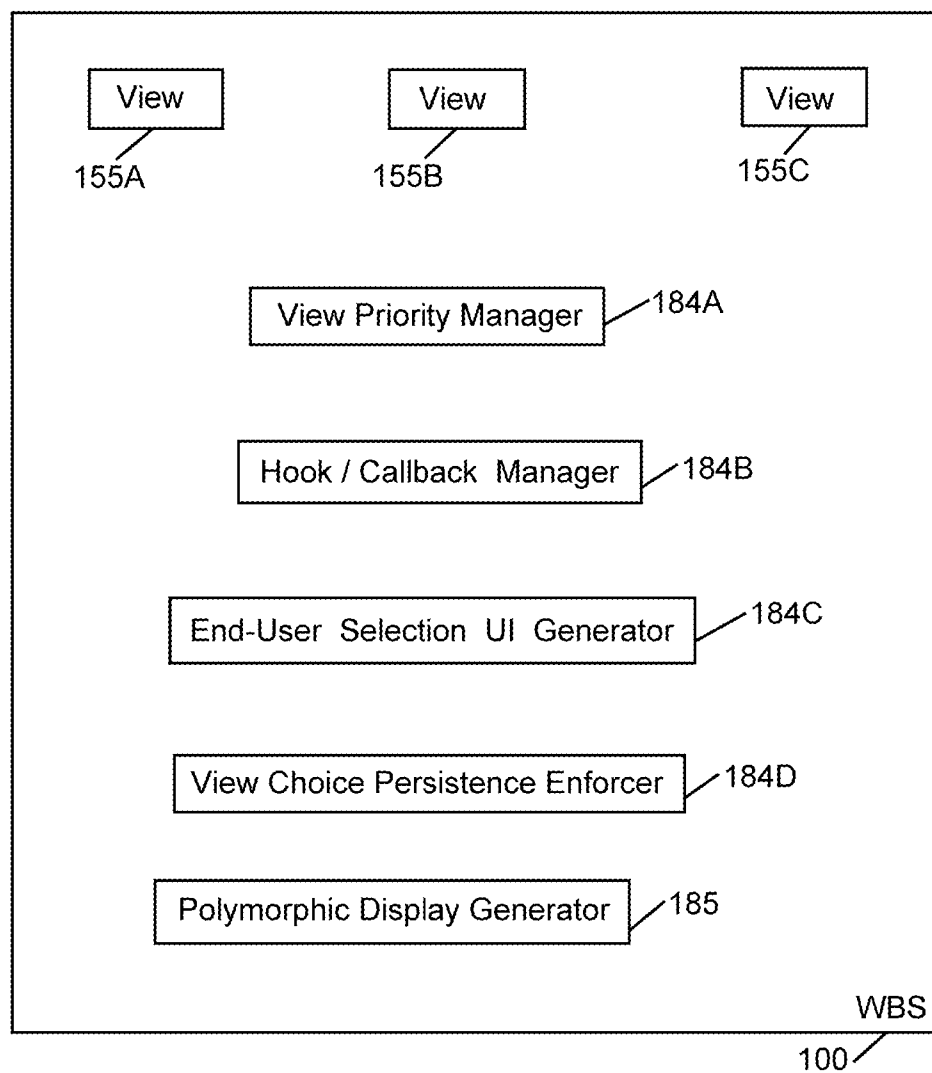 View View View
155A 155B 155C
View Priority Manager 184A
Hook / Callback Manager 184B
End-User Selection UI Generator 184C
View Choice Persistence Enforcer 184D
Polymorphic Display Generator 185
WBS
100